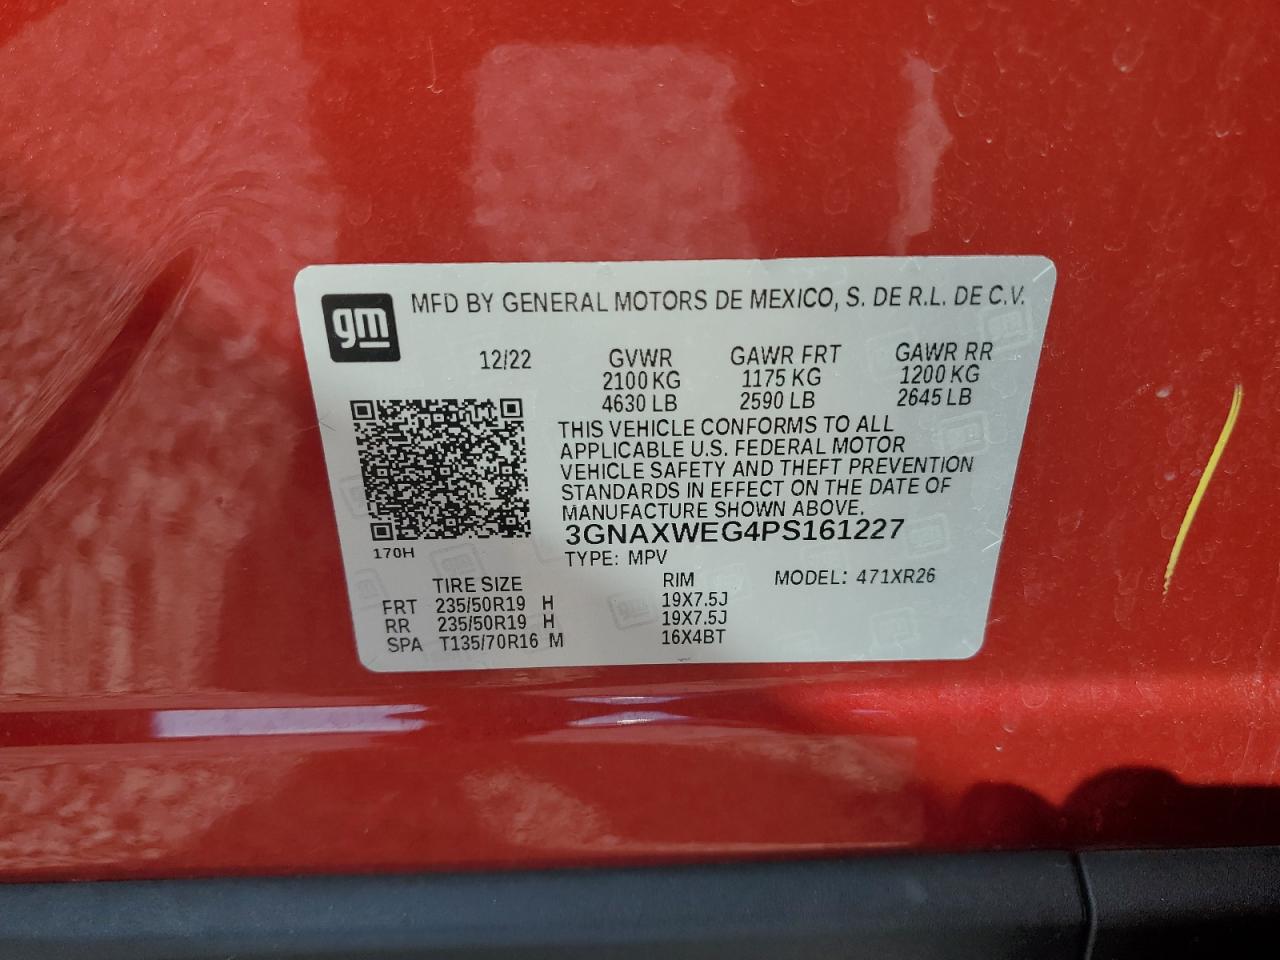 gm
MFD BY GENERAL MOTORS DE MEXICO, S. DE R.L. DE C.V.
12/22 GVWR GAWR FRT GAWR RR
2100 KG 1175 KG 1200 KG
4630 LB 2590 LB 2645 LB
THIS VEHICLE CONFORMS TO ALL
APPLICABLE U.S. FEDERAL MOTOR
VEHICLE SAFETY AND THEFT PREVENTION
STANDARDS IN EFFECT ON THE DATE OF
MANUFACTURE SHOWN ABOVE.
3GNAXWEG4PS161227
170H
TYPE: MPV
TIRE SIZE RIM MODEL: 471XR26
FRT 235/50R19 H 19X7.5J
RR 235/50R19 H 19X7.5J
SPA T135/70R16 M 16X4BT